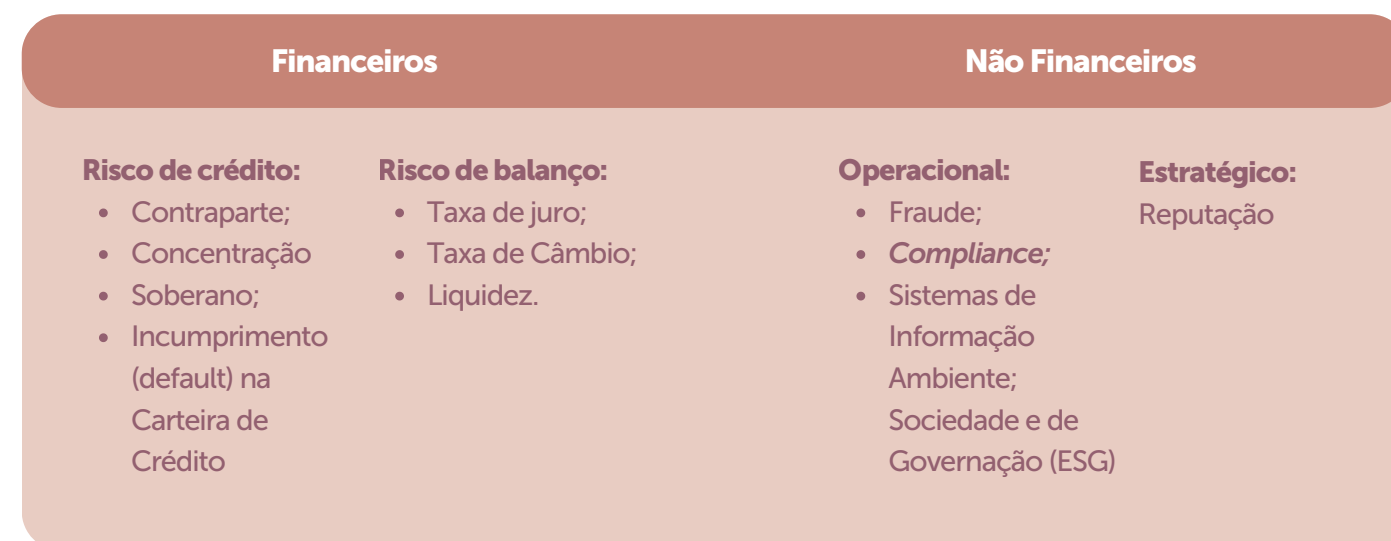 Financeiros
Não Financeiros
Risco de crédito:
• Contraparte;
• Concentração
• Soberano;
• Incumprimento
(default) na
Carteira de
Crédito
Risco de balanço:
• Taxa de juro;
• Taxa de Câmbio;
• Liquidez.
Operacional:
• Fraude;
• Compliance;
• Sistemas de
Informação
Ambiente;
Sociedade e de
Governação (ESG)
Estratégico:
Reputação